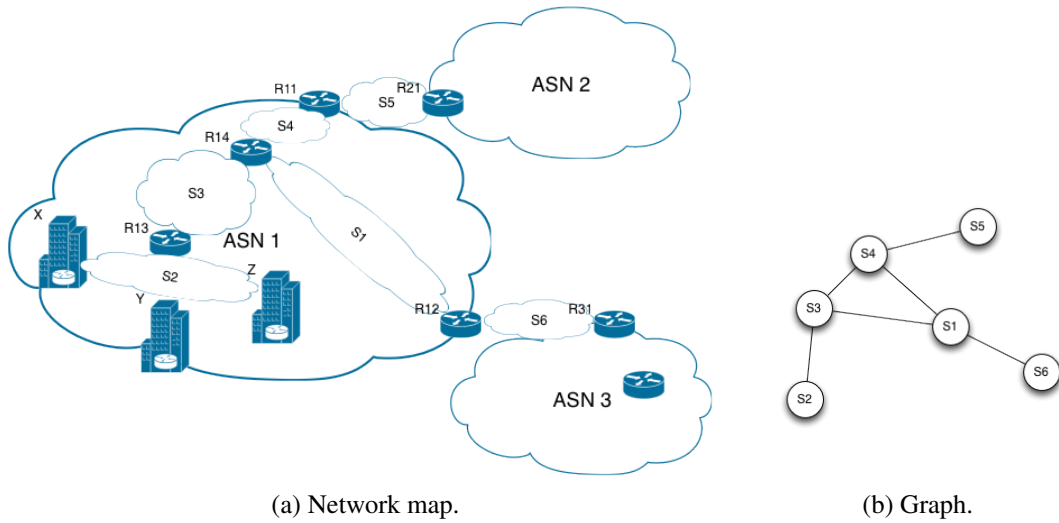 ASN 2
R11
R21
S5
S4
R14
S3
X
R13
ASN 1
S1
S2
Z
Y
R12
S6
R31
ASN 3
(a) Network map.
S5
S4
S3
S1
S6
S2
(b) Graph.